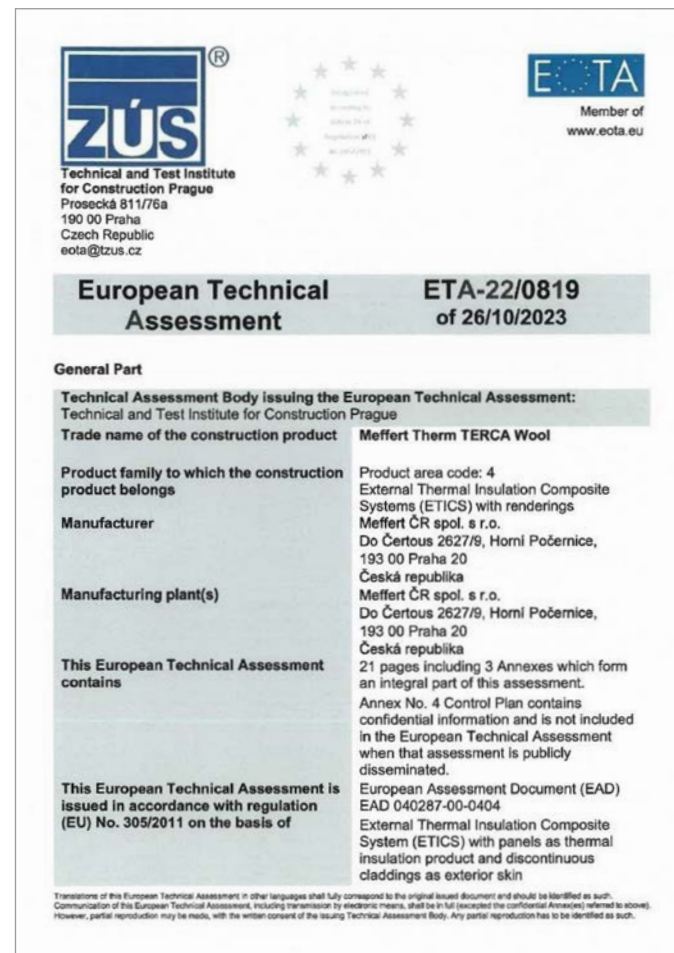 ZÚS ®
Technical and Test Institute
for Construction Prague
Prosecká 811/76a
190 00 Praha
Czech Republic
eota@tzus.cz
EOTA
Member of
www.eota.eu
European Technical
Assessment
ETA-22/0819
of 26/10/2023
General Part
Technical Assessment Body issuing the European Technical Assessment:
Technical and Test Institute for Construction Prague
Trade name of the construction product
Meffert Therm TERCA Wool
Product family to which the construction
product belongs
Product area code: 4
External Thermal Insulation Composite
Systems (ETICS) with renderings
Manufacturer
Meffert ČR spol. s r.o.
Do Čertous 2627/9, Horní Počernice,
193 00 Praha 20
Česká republika
Manufacturing plant(s)
Meffert ČR spol. s r.o.
Do Čertous 2627/9, Horní Počernice,
193 00 Praha 20
Česká republika
This European Technical Assessment
contains
21 pages including 3 Annexes which form
an integral part of this assessment.
Annex No. 4 Control Plan contains
confidential information and is not included
in the European Technical Assessment
when that assessment is publicly
disseminated.
This European Technical Assessment is
issued in accordance with regulation
(EU) No. 305/2011 on the basis of
European Assessment Document (EAD)
EAD 040287-00-0404
External Thermal Insulation Composite
System (ETICS) with panels as thermal
insulation product and discontinuous
claddings as exterior skin
Translations of this European Technical Assessment in other languages shall fully correspond to the original issued document and should be identified as such.
Communication of this European Technical Assessment, including transmission by electronic means, shall be in full (excepted the confidential Annex(es) referred to above).
However, partial reproduction may be made, with the written consent of the issuing Technical Assessment Body. Any partial reproduction has to be identified as such.